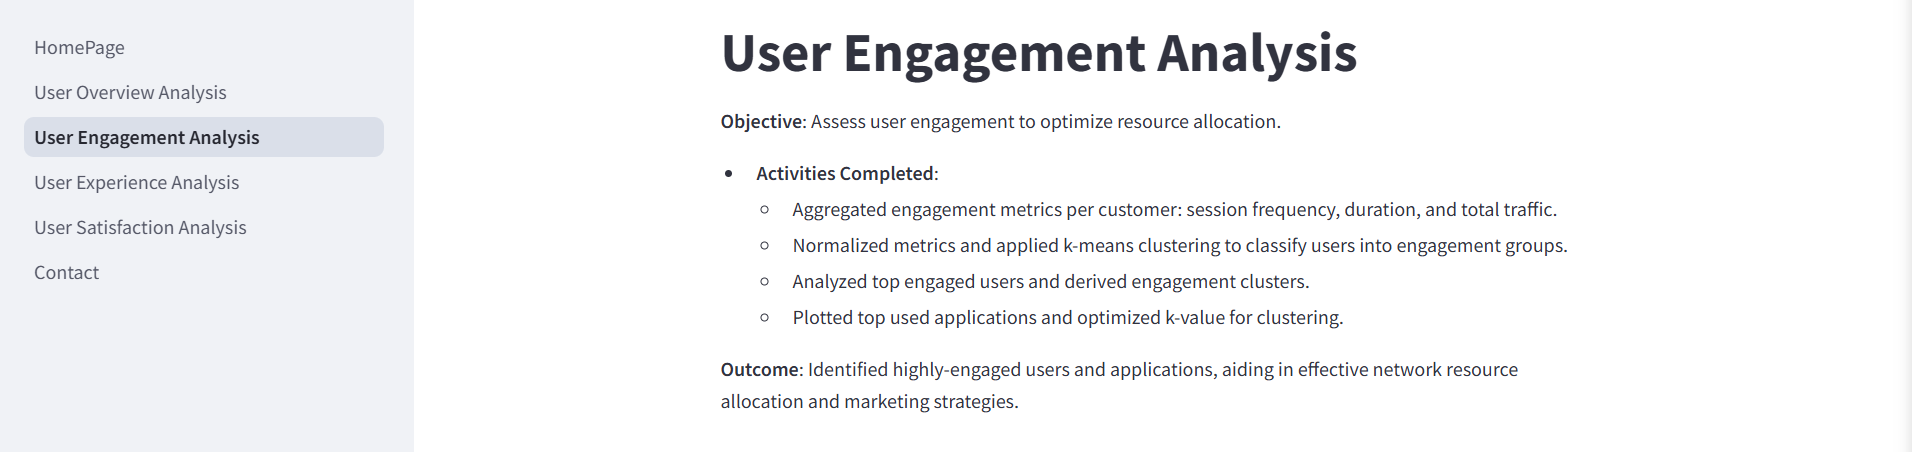 HomePage
User Overview Analysis
User Engagement Analysis
User Experience Analysis
User Satisfaction Analysis
Contact
User Engagement Analysis
Objective: Assess user engagement to optimize resource allocation.
Activities Completed:
Aggregated engagement metrics per customer: session frequency, duration, and total traffic.
Normalized metrics and applied k-means clustering to classify users into engagement groups.
Analyzed top engaged users and derived engagement clusters.
Plotted top used applications and optimized k-value for clustering.
Outcome: Identified highly-engaged users and applications, aiding in effective network resource
allocation and marketing strategies.